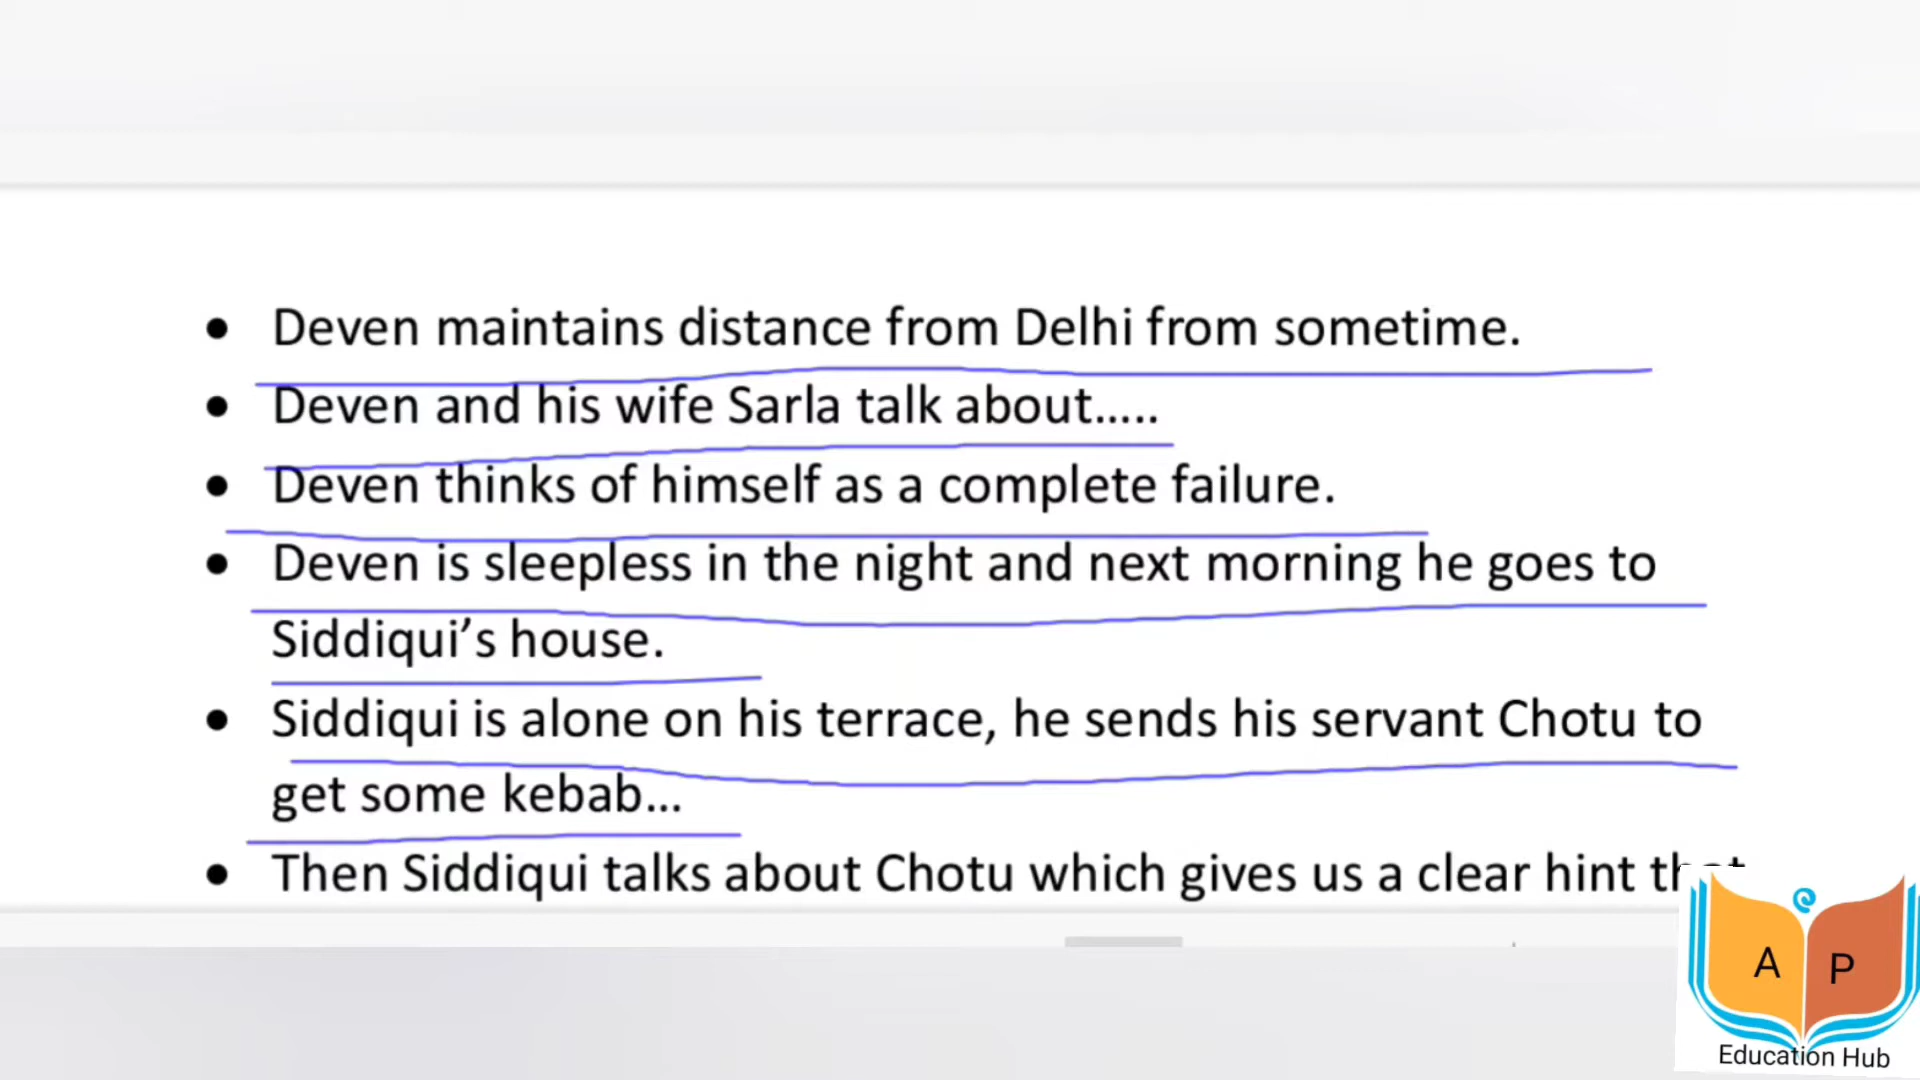 • Deven maintains distance from Delhi from sometime.
• Deven and his wife Sarla talk about.....
• Deven thinks of himself as a complete failure.
• Deven is sleepless in the night and next morning he goes to
Siddiqui’s house.
• Siddiqui is alone on his terrace, he sends his servant Chotu to
get some kebab...
• Then Siddiqui talks about Chotu which gives us a clear hint that
A P
Education Hub